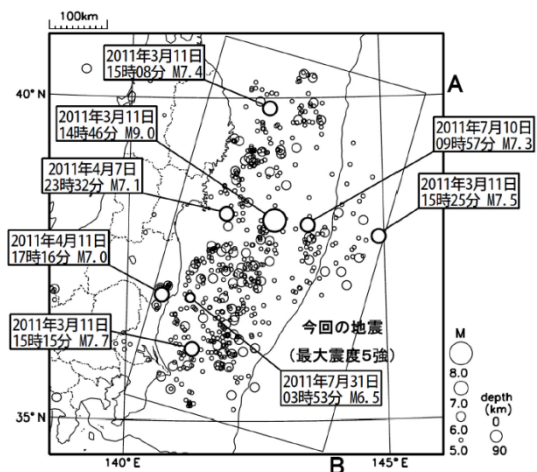 100km
2011年3月11日
15時08分 M7.4
A
40°N
2011年3月11日
14時46分 M9.0
2011年7月10日
09時57分 M7.3
2011年4月7日
23時32分 M7.1
2011年3月11日
15時25分 M7.5
2011年4月11日
17時16分 M7.0
今回の地震
(最大震度5強)
2011年3月11日
15時15分 M7.7
2011年7月31日
03時53分 M6.5
M
8.0
7.0
6.0
5.0
depth
(km)
0
90
35°N
140°E
B
145°E